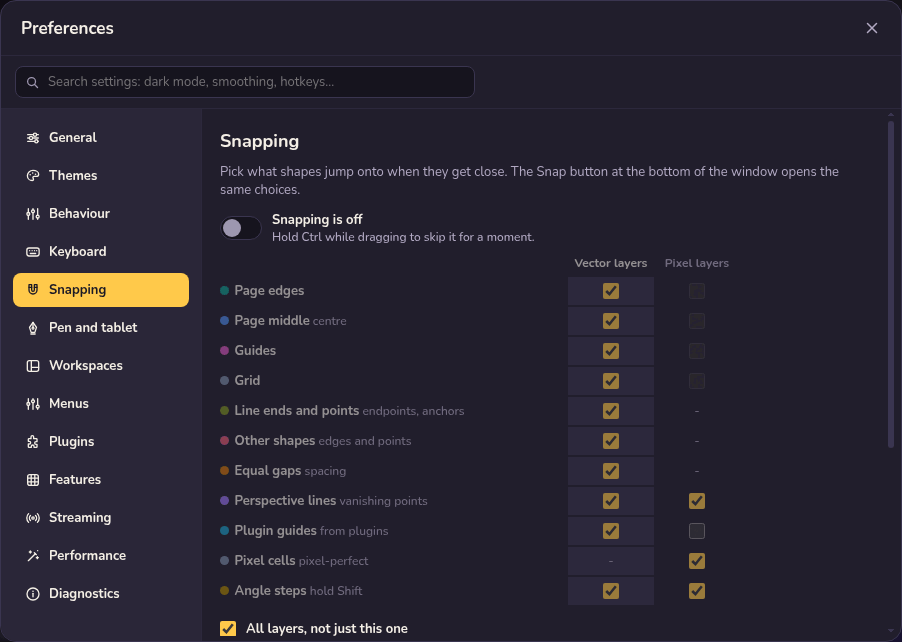 Preferences
Search settings: dark mode, smoothing, hotkeys...
General
Themes
Behaviour
Keyboard
Snapping
Pen and tablet
Workspaces
Menus
Plugins
Features
Streaming
Performance
Diagnostics
Snapping
Pick what shapes jump onto when they get close. The Snap button at the bottom of the window opens the
same choices.
Snapping is off
Hold Ctrl while dragging to skip it for a moment.
Vector layers Pixel layers
Page edges
Page middle centre
Guides
Grid
Line ends and points endpoints, anchors -
Other shapes edges and points -
Equal gaps spacing -
Perspective lines vanishing points
Plugin guides from plugins
Pixel cells pixel-perfect -
Angle steps hold Shift
All layers, not just this one